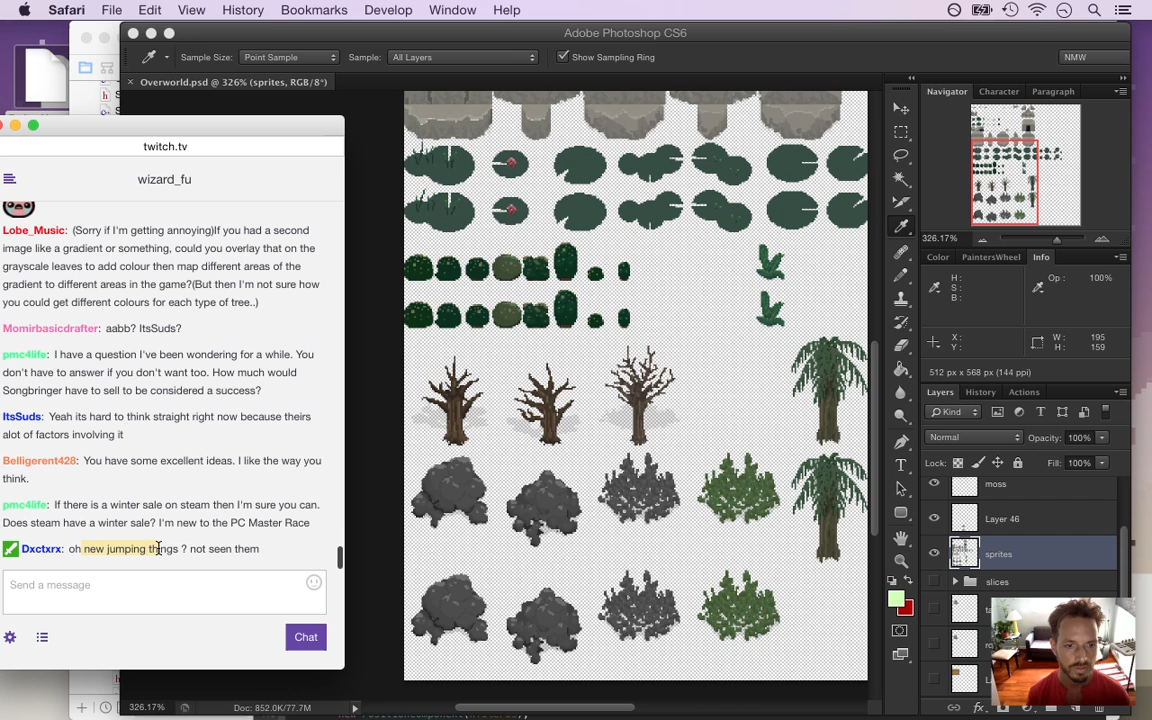 Safari File Edit View History Bookmarks Develop Window Help
Adobe Photoshop CS6
Sample Size: Point Sample Sample: All Layers Show Sampling Ring NMW
Overworld.psd @ 326% (sprites, RGB/8*)
twitch.tv
wizard_fu
Lobe_Music: (Sorry if I'm getting annoying)If you had a second
image like a gradient or something, could you overlay that on the
grayscale leaves to add colour then map different areas of the
gradient to different areas in the game?(But then I'm not sure how
you could get different colours for each type of tree..)
Momirbasicdrafter: aabb? ItsSuds?
pmc4life: I have a question I've been wondering for a while. You
don't have to answer if you don't want too. How much would
Songbringer have to sell to be considered a success?
ItsSuds: Yeah its hard to think straight right now because theirs
alot of factors involving it
Belligerent428: You have some excellent ideas. I like the way you
think.
pmc4life: If there is a winter sale on steam then I'm sure you can.
Does steam have a winter sale? I'm new to the PC Master Race
Dxctxrx: oh new jumping things ? not seen them
Send a message
Chat
Navigator Character Paragraph
326.17%
Color PaintersWheel Info
H:
S:
B:
Op: 100%
X:
Y:
W: 195
H: 159
512 px x 568 px (144 ppi)
Layers History Actions
Kind
Normal Opacity: 100%
Lock: Fill: 100%
moss
Layer 46
sprites
slices
326.17% Doc: 852.0K/77.7M